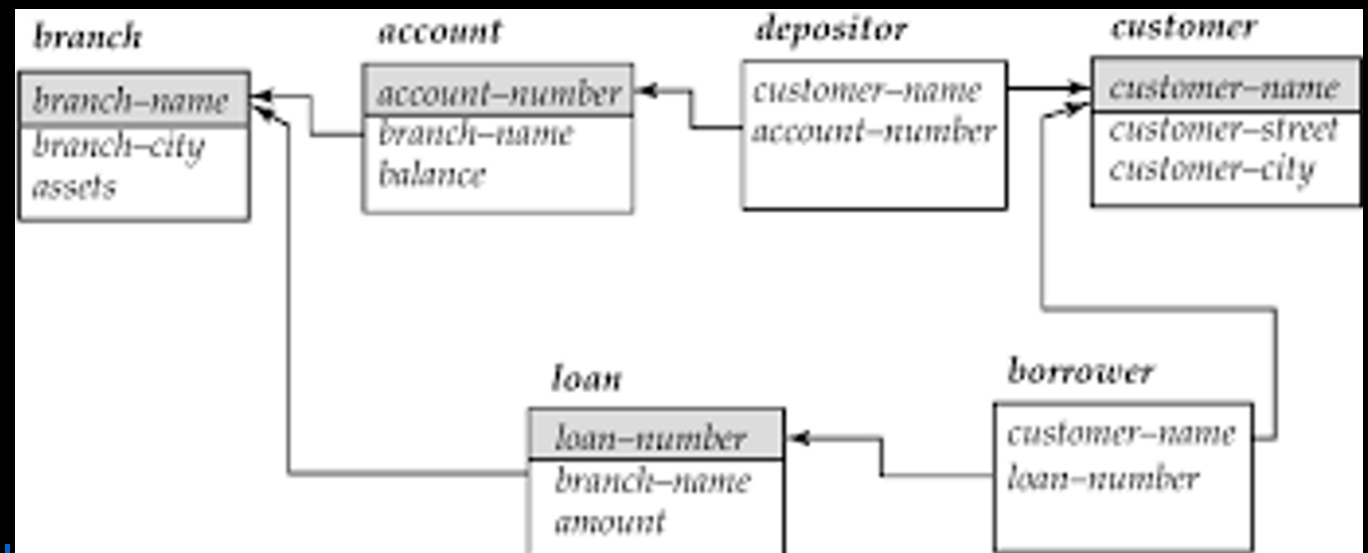 branch
branch–name
branch–city
assets
account
account–number
branch–name
balance
depositor
customer–name
account–number
customer
customer–name
customer–street
customer–city
loan
loan–number
branch–name
amount
borrower
customer–name
loan–number